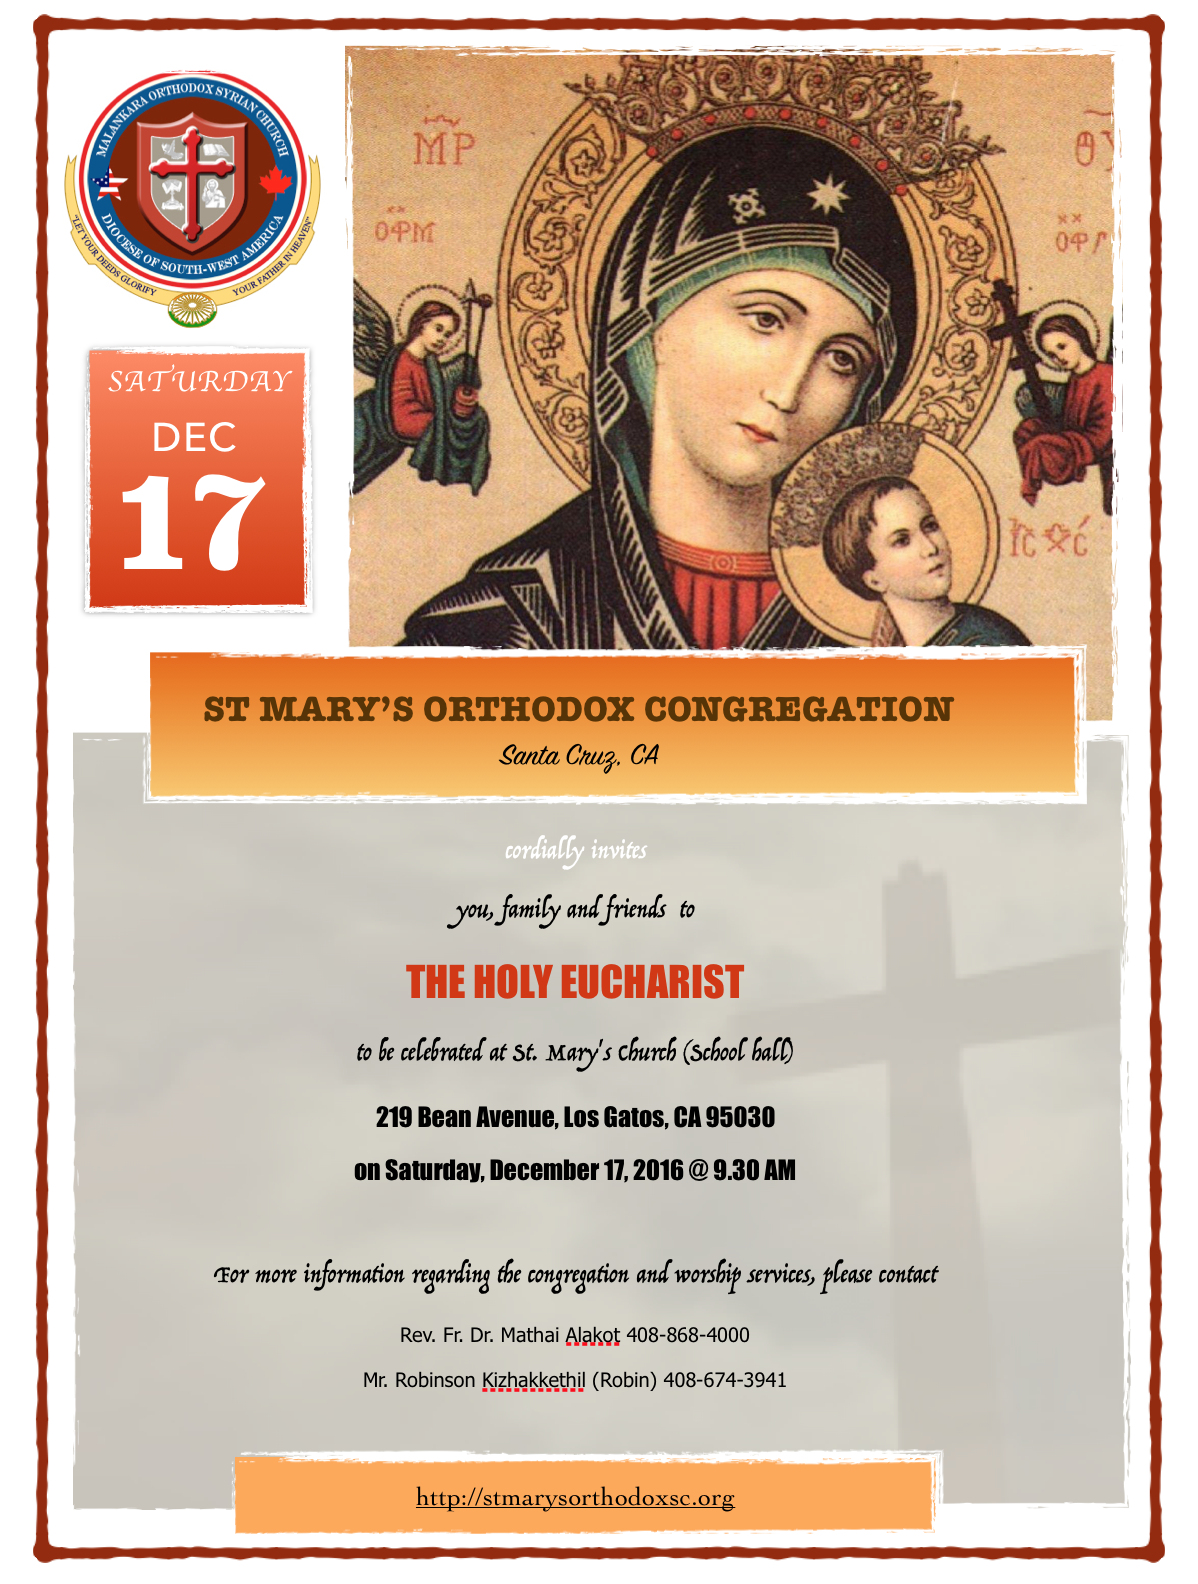 MALANKARA ORTHODOX SYRIAN CHURCH
DIOCESE OF SOUTH-WEST AMERICA
"LET YOUR DEEDS GLORIFY
YOUR FATHER IN HEAVEN"
SATURDAY
DEC
17
ΜΡ
ΘΥ
ΟΦΜ
ΟΦΓ
ST MARY’S ORTHODOX CONGREGATION
Santa Cruz, CA
cordially invites
you, family and friends to
THE HOLY EUCHARIST
to be celebrated at St. Mary's Church (School hall)
219 Bean Avenue, Los Gatos, CA 95030
on Saturday, December 17, 2016 @ 9.30 AM
For more information regarding the congregation and worship services, please contact
Rev. Fr. Dr. Mathai Alakot 408-868-4000
Mr. Robinson Kizhakkethil (Robin) 408-674-3941
http://stmarysorthodoxsc.org